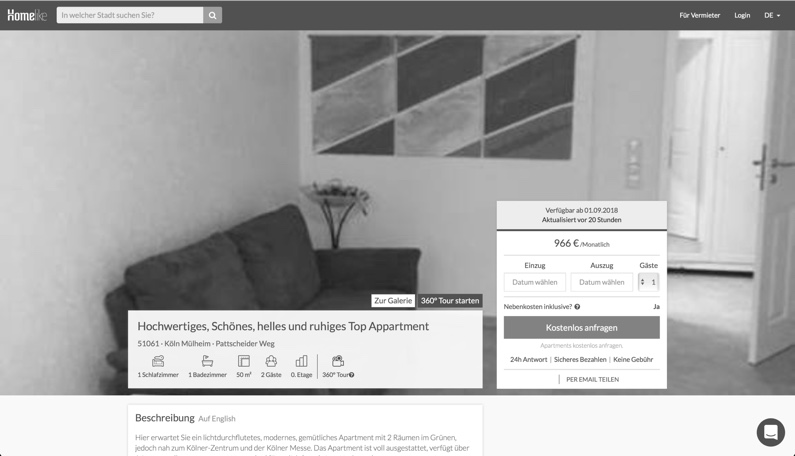 Homelike
In welcher Stadt suchen Sie?
Für Vermieter
Login
DE
Verfügbar ab 01.09.2018
Aktualisiert vor 20 Stunden
966 € /Monatlich
Einzug Auszug Gäste
Datum wählen Datum wählen 1
Nebenkosten inklusive? Ja
Kostenlos anfragen
Apartments kostenlos anfragen.
24h Antwort | Sicheres Bezahlen | Keine Gebühr
PER EMAIL TEILEN
Zur Galerie 360° Tour starten
Hochwertiges, Schönes, helles und ruhiges Top Appartment
51061 · Köln Mülheim · Pattscheider Weg
1 Schlafzimmer 1 Badezimmer 50 m² 2 Gäste 0. Etage 360° Tour
Beschreibung Auf English
Hier erwartet Sie ein lichtdurchflutetes, modernes, gemütliches Apartment mit 2 Räumen im Grünen,
jedoch nah zum Kölner-Zentrum und der Kölner Messe. Das Apartment ist voll ausgestattet, verfügt über